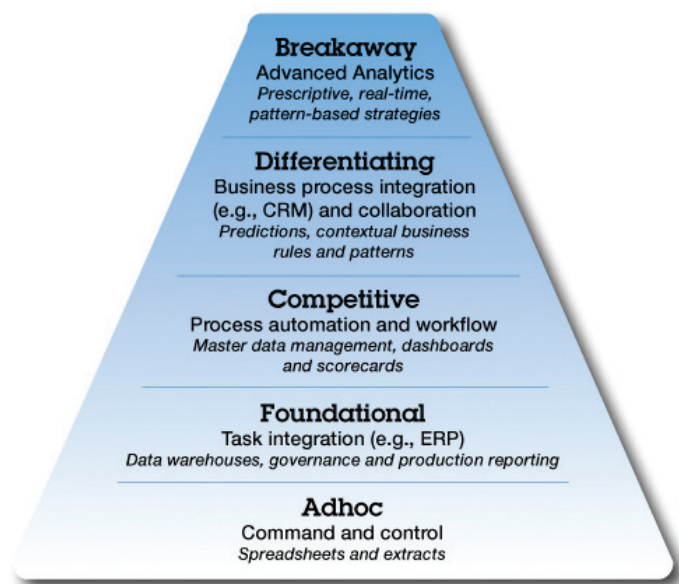 Breakaway
Advanced Analytics
Prescriptive, real-time,
pattern-based strategies
Differentiating
Business process integration
(e.g., CRM) and collaboration
Predictions, contextual business
rules and patterns
Competitive
Process automation and workflow
Master data management, dashboards
and scorecards
Foundational
Task integration (e.g., ERP)
Data warehouses, governance and production reporting
Adhoc
Command and control
Spreadsheets and extracts